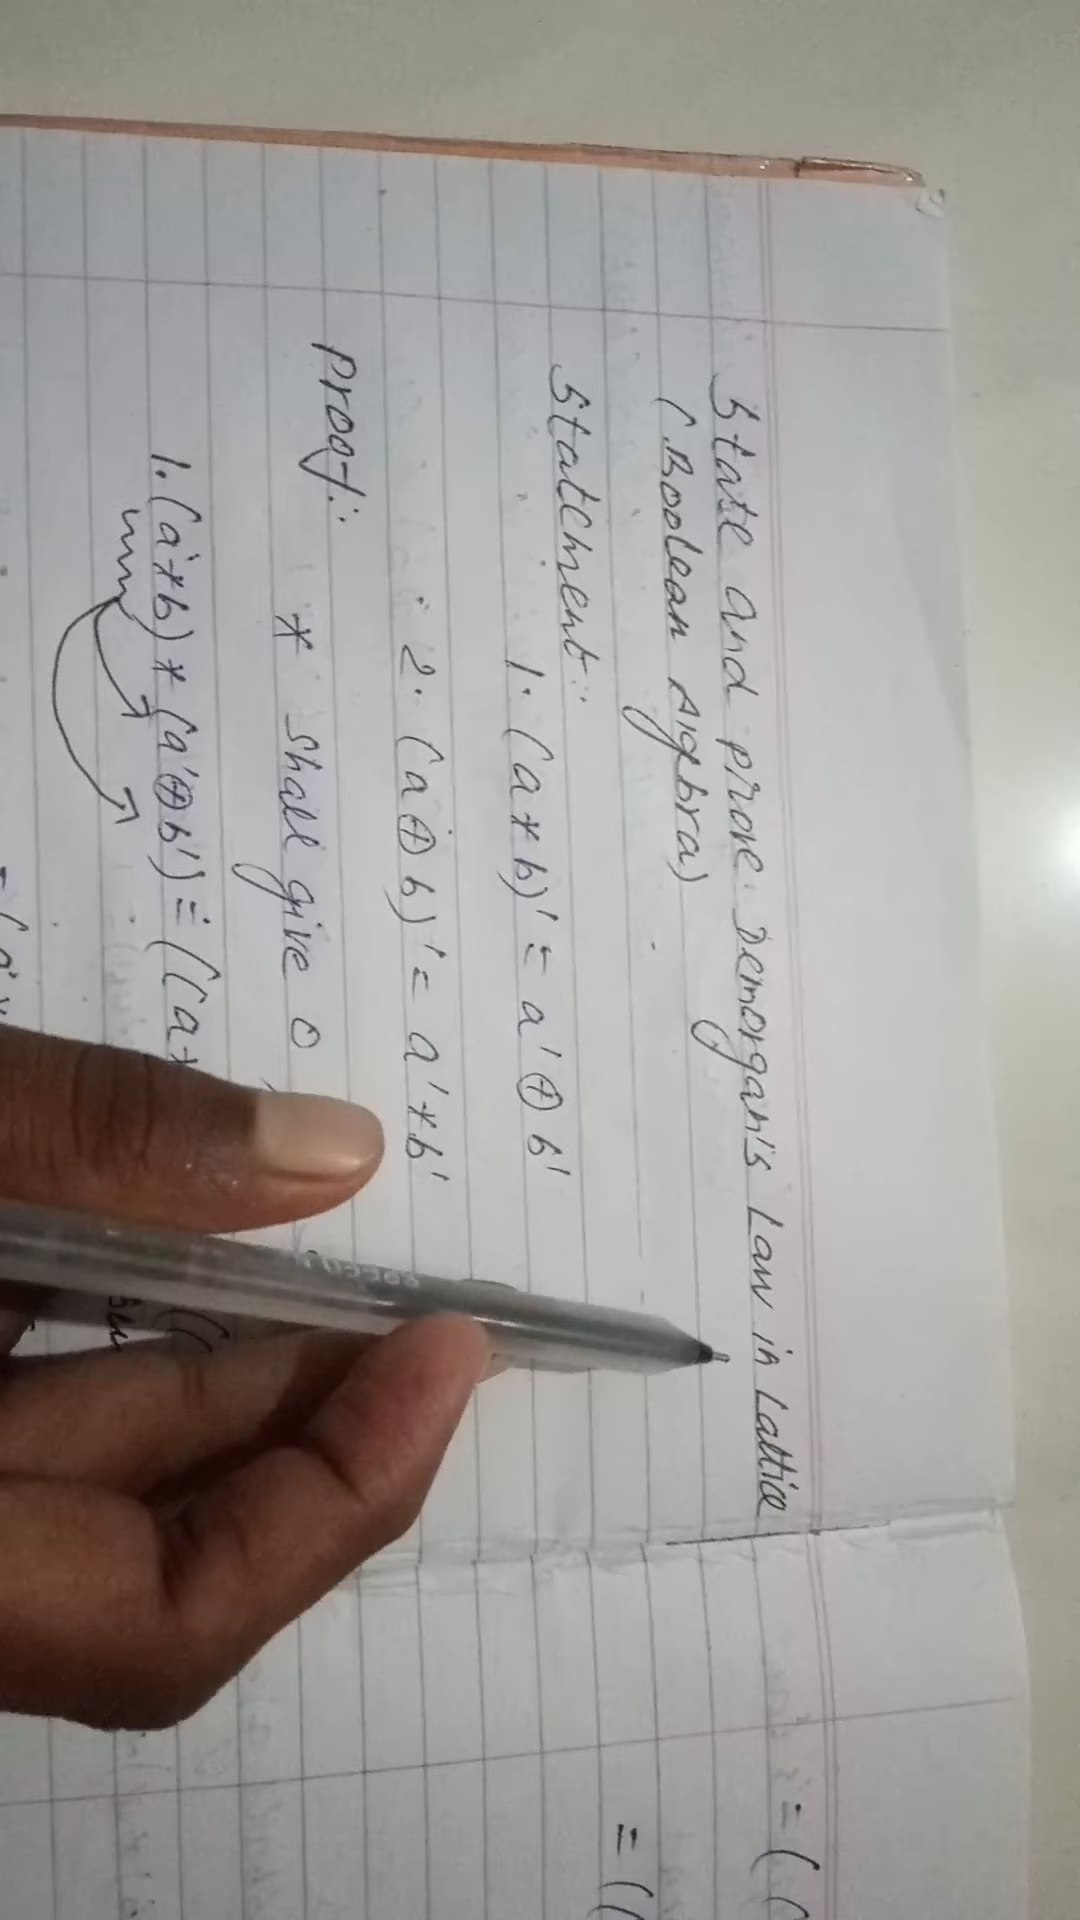 State and prove Demorgan's Law in Lattice
(Boolean Algebra)
Statement:
1. (a*b)' = a' ⊕ b'
2. (a⊕b)' = a'*b'
Proof:
* shall give 0
1. (a*b) * (a'⊕b') = ((a*
= (
= ((